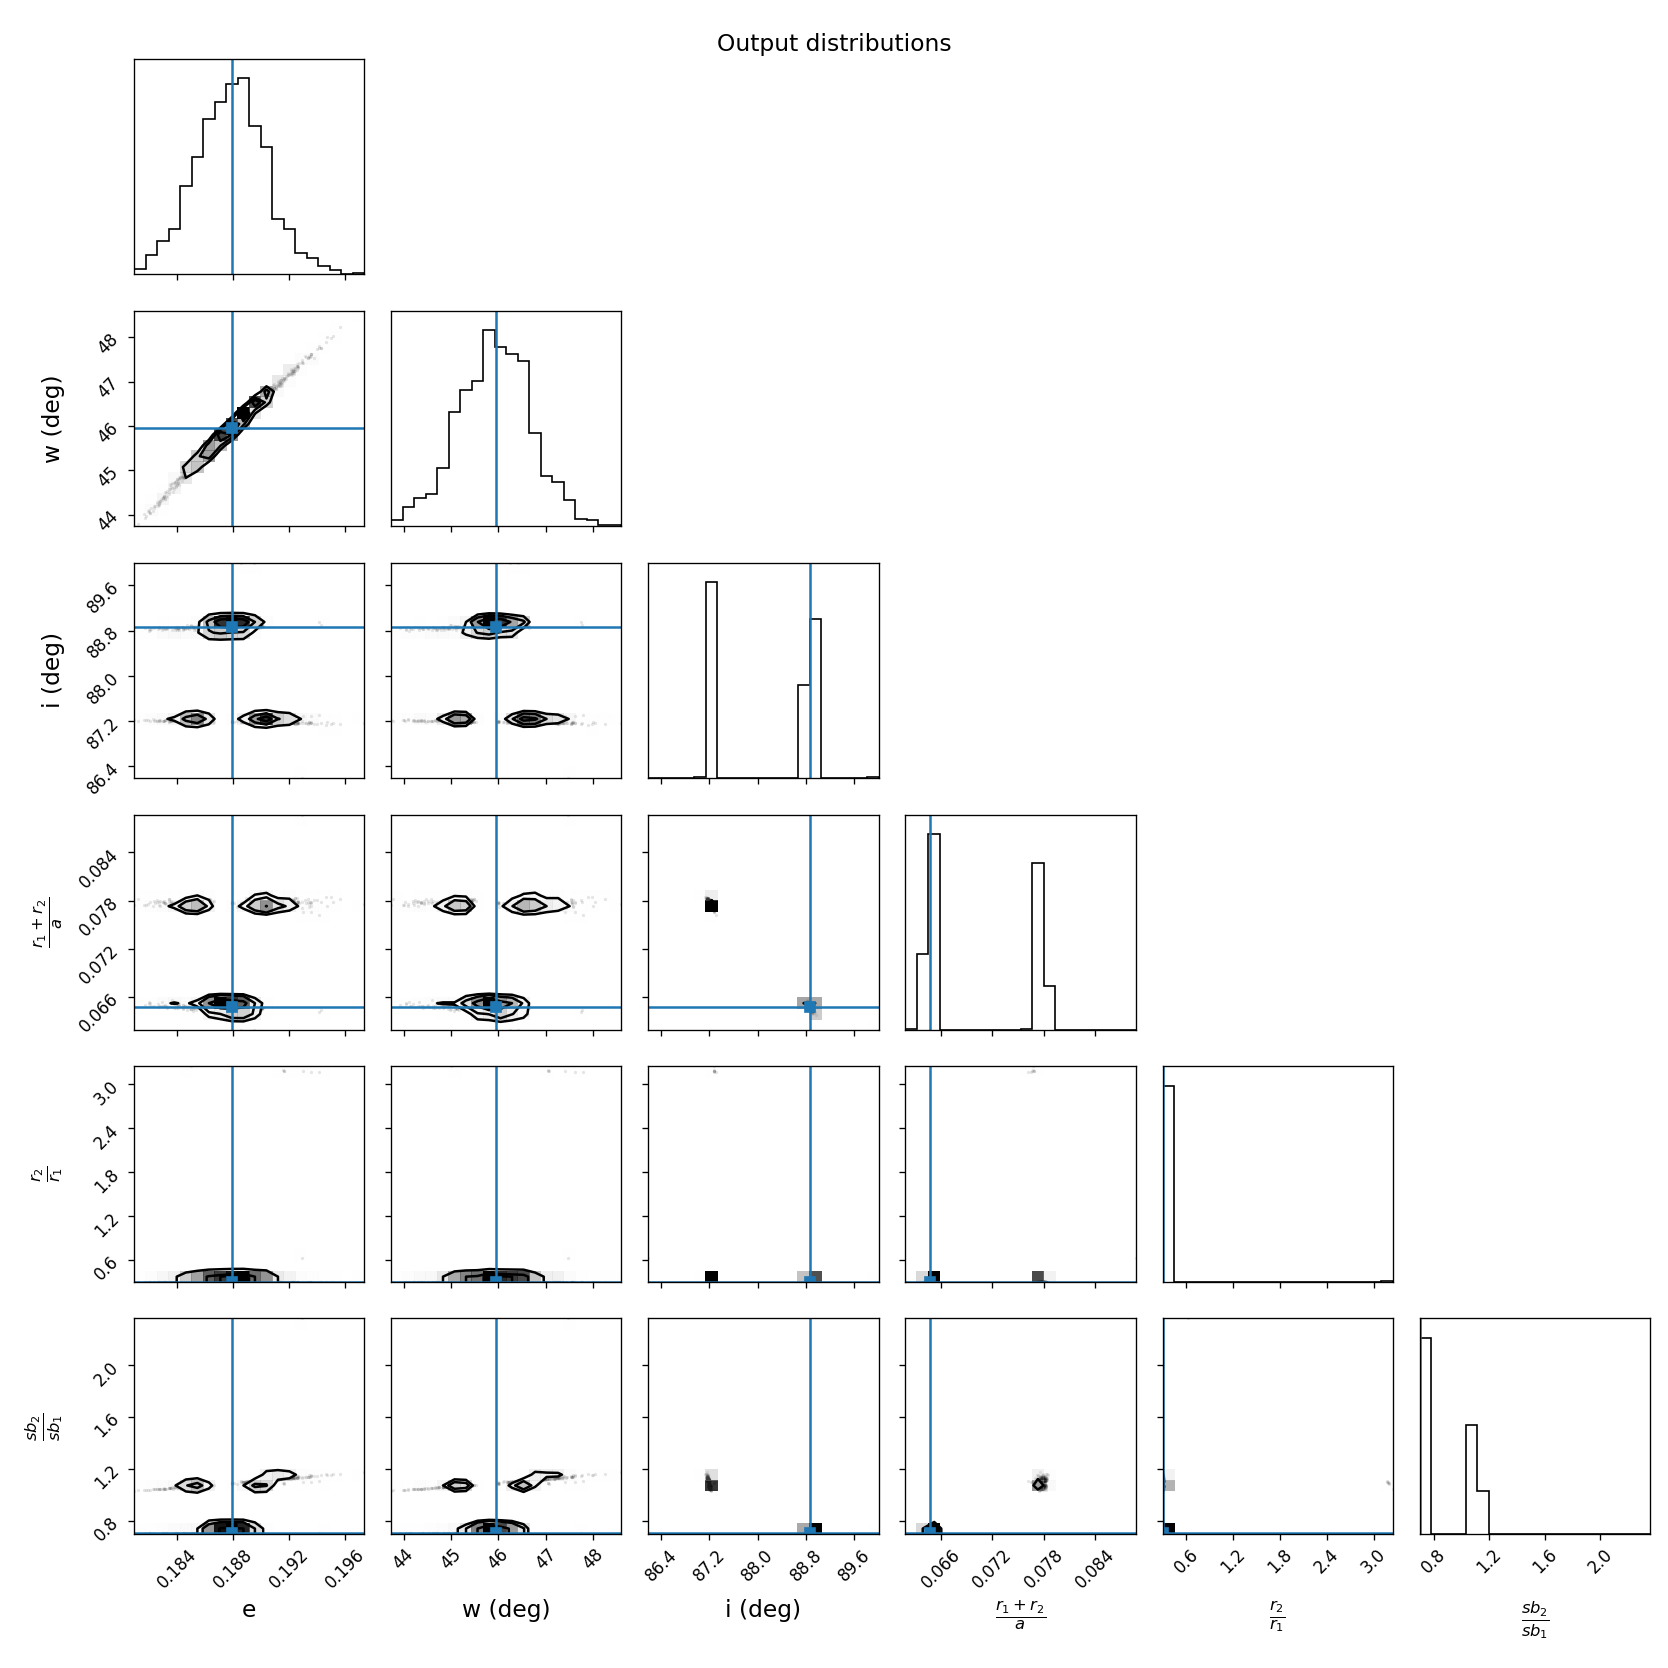 Output distributions
w (deg)
48
47
46
45
44
i (deg)
89.6
88.8
88.0
87.2
86.4
r₁ + r₂
a
0.084
0.078
0.072
0.066
r₂
r₁
3.0
2.4
1.8
1.2
0.6
sb₂
sb₁
2.0
1.6
1.2
0.8
0.184 0.188 0.192 0.196 44 45 46 47 48 86.4 87.2 88.0 88.8 89.6 0.066 0.072 0.078 0.084 0.6 1.2 1.8 2.4 3.0 0.8 1.2 1.6 2.0
e w (deg) i (deg) r₁ + r₂ r₂ sb₂
a r₁ sb₁